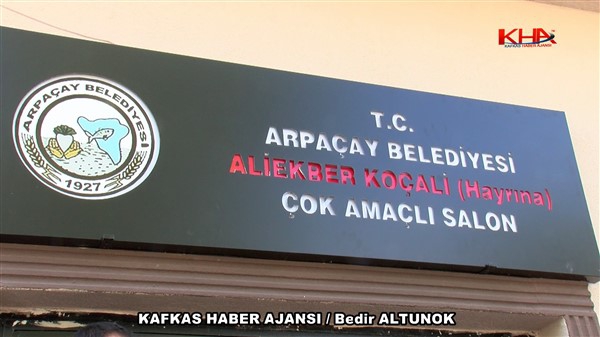 KHA
KAFKAS HABER AJANSI
ARPAÇAY BELEDİYESİ
1927
T.C.
ARPAÇAY BELEDİYESİ
ALİEKBER KOÇALİ (Hayrına)
ÇOK AMAÇLI SALON
KAFKAS HABER AJANSI / Bedir ALTUNOK